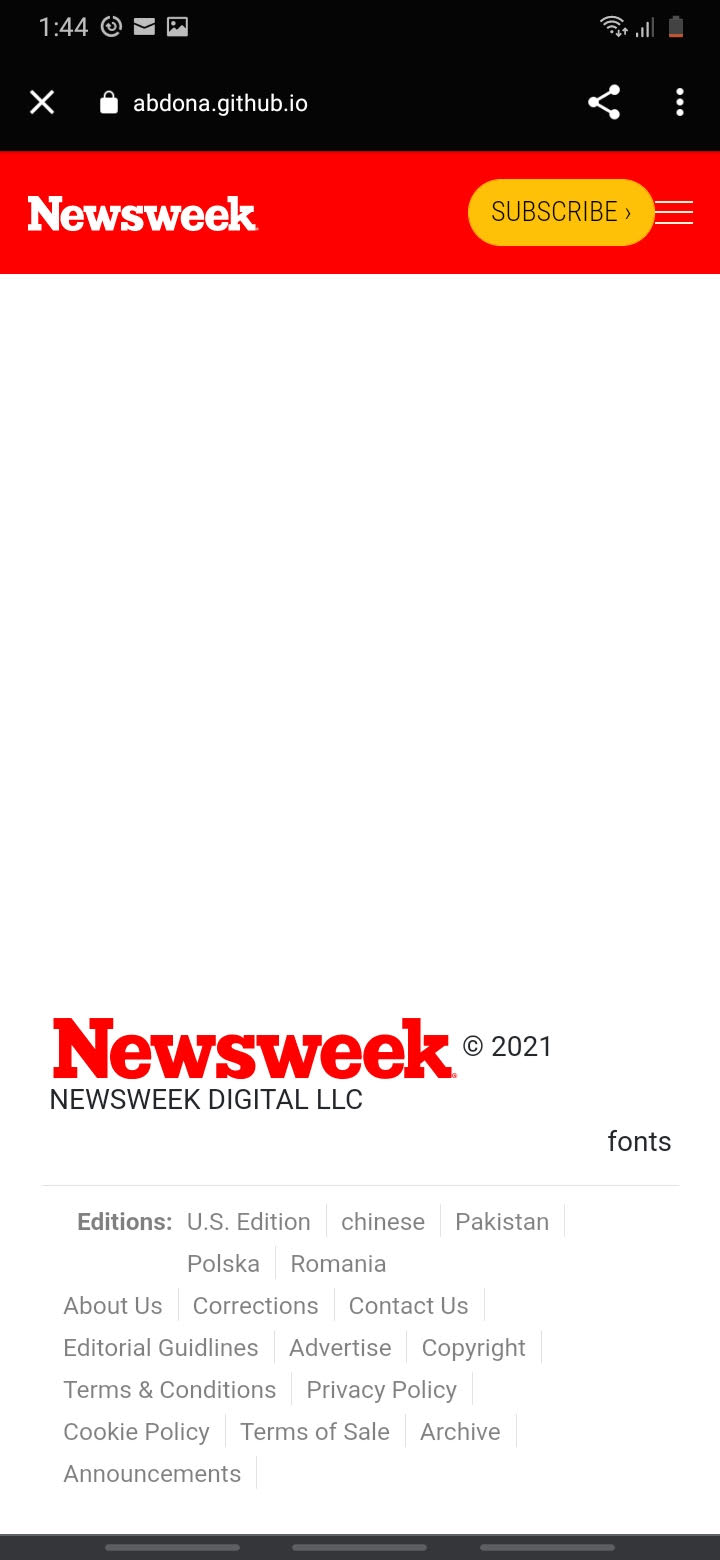 1:44
abdona.github.io
Newsweek
SUBSCRIBE ›
Newsweek © 2021
NEWSWEEK DIGITAL LLC
fonts
Editions: U.S. Edition chinese Pakistan
Polska Romania
About Us Corrections Contact Us
Editorial Guidlines Advertise Copyright
Terms & Conditions Privacy Policy
Cookie Policy Terms of Sale Archive
Announcements